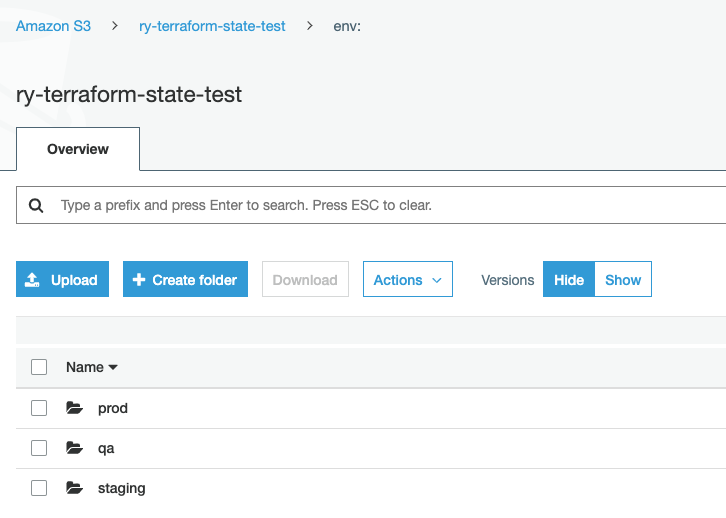 Amazon S3 > ry-terraform-state-test > env:
ry-terraform-state-test
Overview
Type a prefix and press Enter to search. Press ESC to clear.
Upload + Create folder Download Actions Versions Hide Show
Name
prod
qa
staging